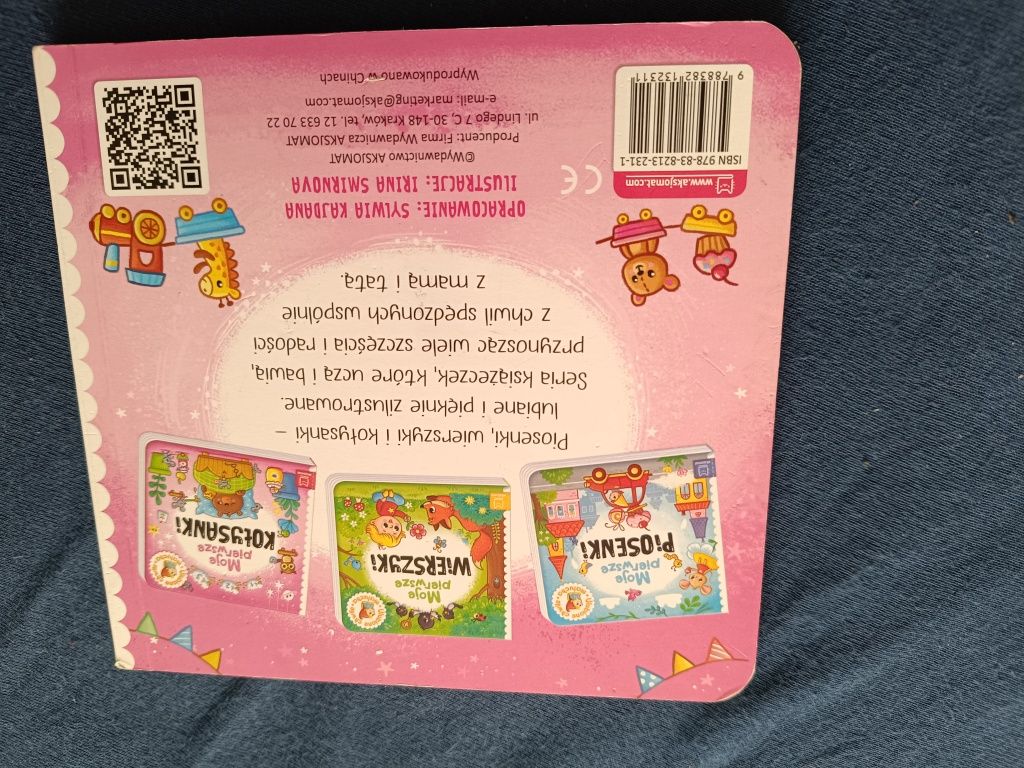 Moje
pierwsze
PIOSENKI
Moje
pierwsze
WIERSZYKI
Moje
pierwsze
KOŁYSANKI
Piosenki, wierszyki i kołysanki –
lubiane i pięknie zilustrowane.
Seria książeczek, które uczą i bawią,
przynosząc wiele szczęścia i radości
z chwil spędzonych wspólnie
z mamą i tatą.
OPRACOWANIE: SYLWIA KAJDANA
ILUSTRACJE: IRINA SMIRNOVA
©Wydawnictwo AKSJOMAT
Producent: Firma Wydawnicza AKSJOMAT
ul. Lindego 7 C, 30-148 Kraków, tel. 12 633 70 22
e-mail: marketing@aksjomat.com
Wyprodukowano w Chinach
www.aksjomat.com
CE
ISBN 978-83-8213-231-1
9 788382 132311